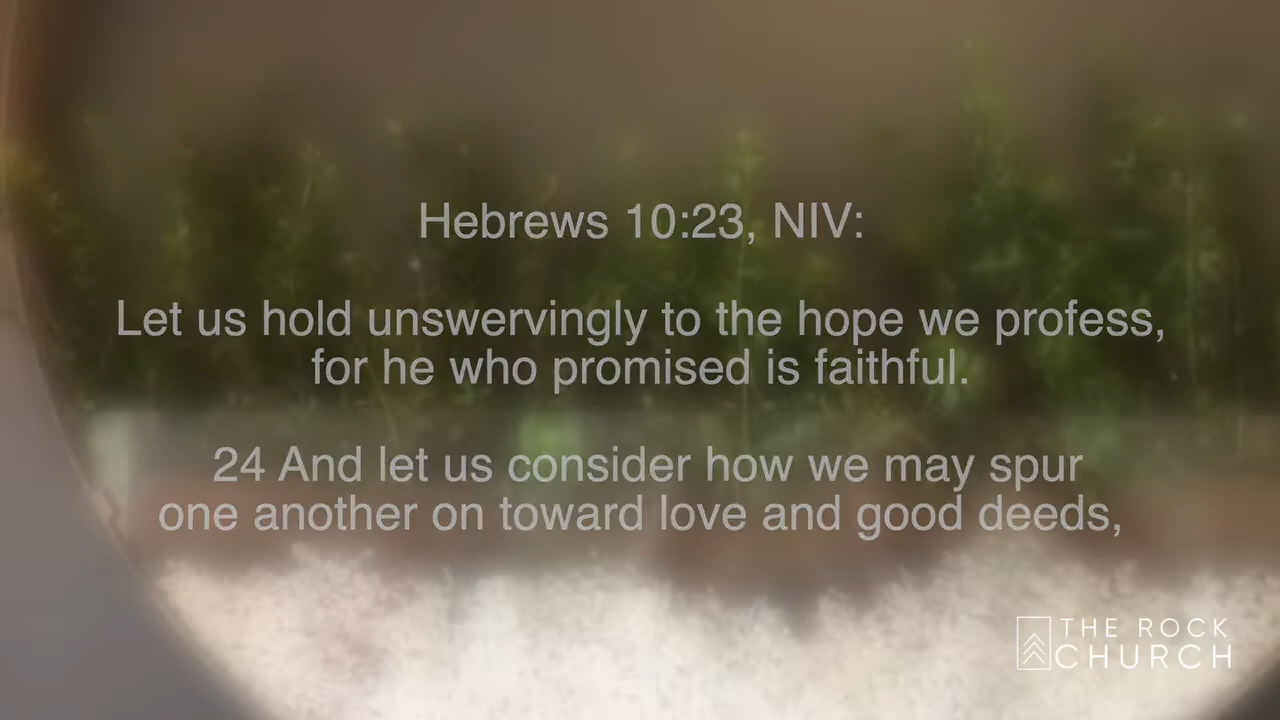 Hebrews 10:23, NIV:
Let us hold unswervingly to the hope we profess,
for he who promised is faithful.
24 And let us consider how we may spur
one another on toward love and good deeds,
THE ROCK
CHURCH